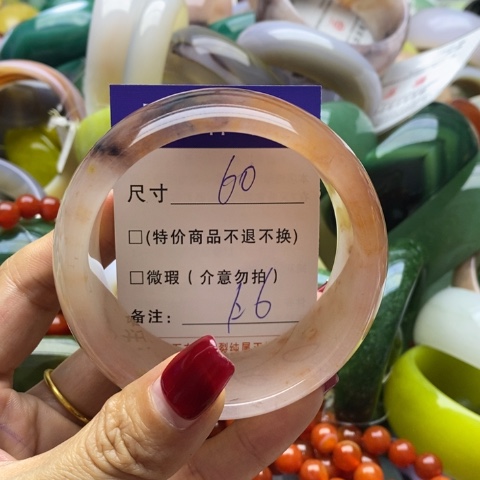 尺寸 60
□(特价商品不退不换)
□微瑕(介意勿拍)
备注: 66